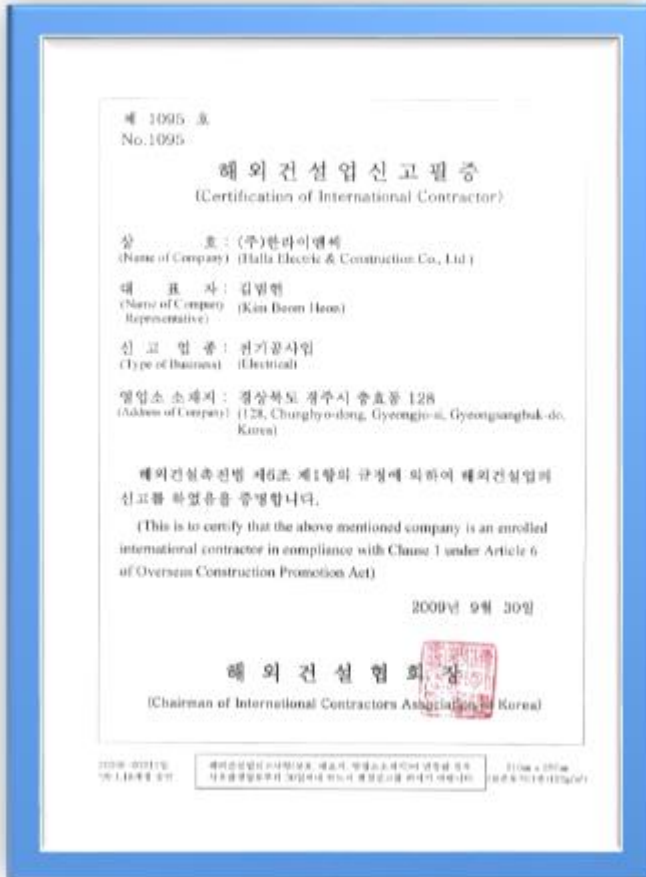 제 1095 호
No.1095
해외건설업신고필증
(Certification of International Contractor)
상 호 : (주)한라이앤씨
(Name of Company) (Halla Electric & Construction Co., Ltd)
대 표 자 : 김범헌
(Name of Company Representative) (Kim Beom Heon)
신 고 업 종 : 전기공사업
(Type of Business) (Electrical)
영업소 소재지 : 경상북도 경주시 충효동 128
(Address of Company) (128, Chunghyo-dong, Gyeongju-si, Gyeongsangbuk-do,
Korea)
해외건설촉진법 제6조 제1항의 규정에 의하여 해외건설업의
신고를 하였음을 증명합니다.
(This is to certify that the above mentioned company is an enrolled
international contractor in compliance with Clause 1 under Article 6
of Overseas Construction Promotion Act)
2009년 9월 30일
해외건설협회장
(Chairman of International Contractors Association of Korea)